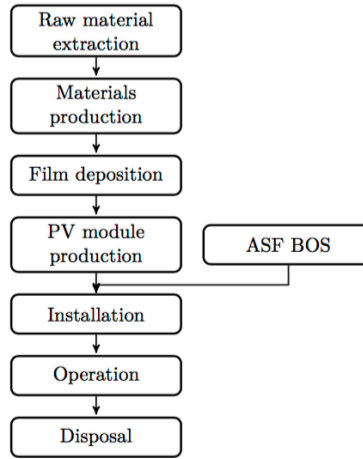 Raw material
extraction
Materials
production
Film deposition
PV module
production
ASF BOS
Installation
Operation
Disposal